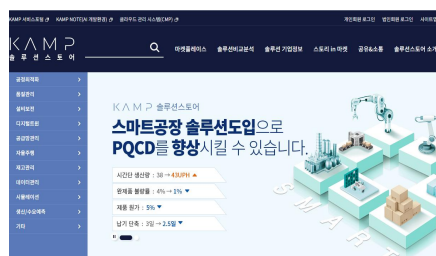 KAMP 서비스포털
KAMP NOTE(AI 개발환경)
클라우드 관리 시스템(CMP)
개인회원 로그인
법인회원 로그인
사이트맵
KAMP
솔루션스토어
마켓플레이스
솔루션비교분석
솔루션 기업정보
스토리 in 마켓
공유&소통
솔루션스토어 소개
공정최적화
품질관리
설비보전
디지털트윈
공급망관리
자율주행
재고관리
데이터관리
시뮬레이션
생산/수요예측
기타
KAMP 솔루션스토어
스마트공장 솔루션도입으로
PQCD를 향상시킬 수 있습니다.
시간단 생산량 : 38 → 43UPH ▲
완제품 불량률 : 4% → 1% ▼
제품 원가 : 5% ▼
납기 단축 : 3일 → 2.5일 ▼
SMART